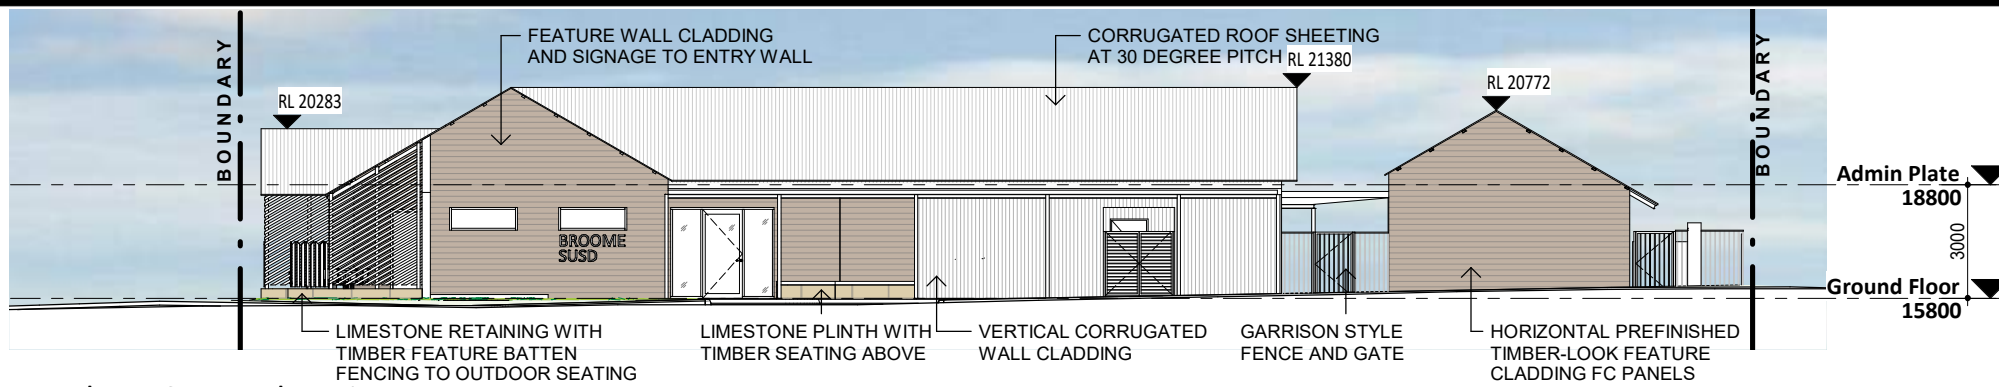 FEATURE WALL CLADDING
AND SIGNAGE TO ENTRY WALL
CORRUGATED ROOF SHEETING
AT 30 DEGREE PITCH
RL 21380
RL 20772
RL 20283
BOUNDARY
BOUNDARY
Admin Plate
18800
3000
Ground Floor
15800
BROOME
SUSD
LIMESTONE RETAINING WITH
TIMBER FEATURE BATTEN
FENCING TO OUTDOOR SEATING
LIMESTONE PLINTH WITH
TIMBER SEATING ABOVE
VERTICAL CORRUGATED
WALL CLADDING
GARRISON STYLE
FENCE AND GATE
HORIZONTAL PREFINISHED
TIMBER-LOOK FEATURE
CLADDING FC PANELS